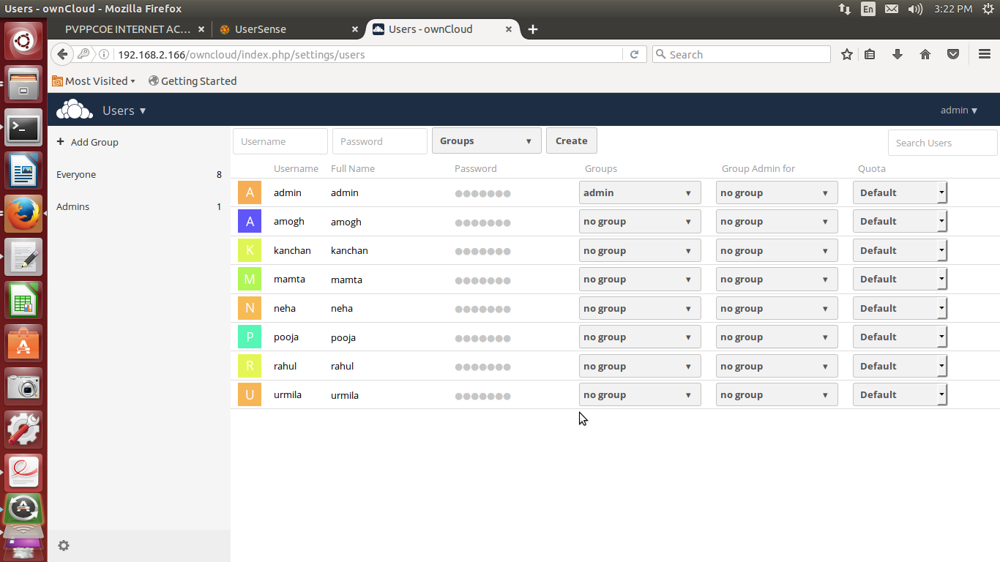 Users - ownCloud - Mozilla Firefox En 3:22 PM
PVPPCOE INTERNET AC... UserSense Users - ownCloud
192.168.2.166/owncloud/index.php/settings/users Search
Most Visited Getting Started
Users admin
+ Add Group Username Password Groups Create Search Users
Username Full Name Password Groups Group Admin for Quota
Everyone 8
A admin admin admin no group Default
Admins 1
A amogh amogh no group no group Default
K kanchan kanchan no group no group Default
M mamta mamta no group no group Default
N neha neha no group no group Default
P pooja pooja no group no group Default
R rahul rahul no group no group Default
U urmila urmila no group no group Default